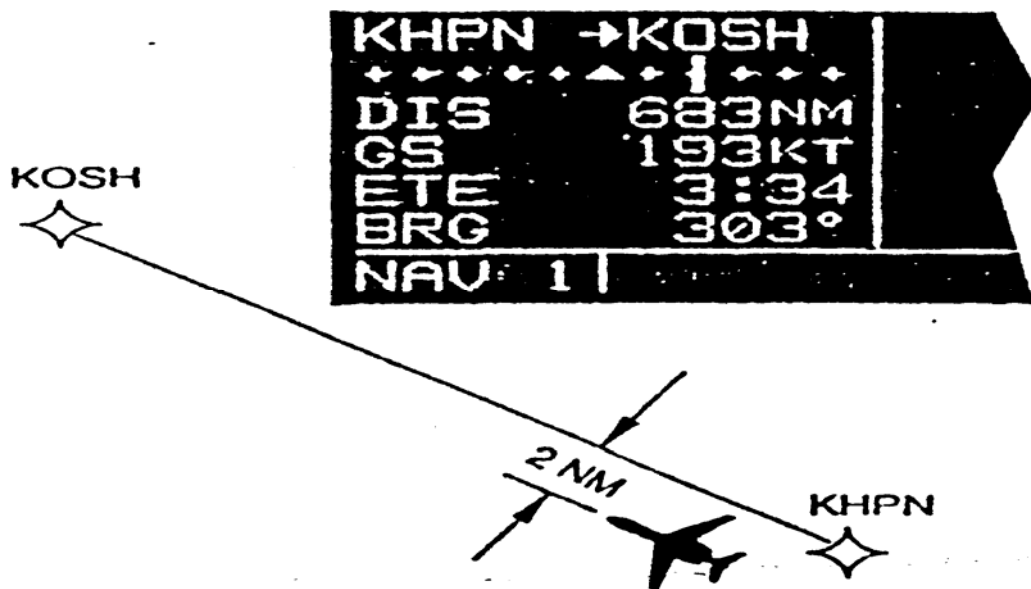 KHPN →KOSH
DIS 683NM
GS 193KT
ETE 3:34
BRG 303°
NAV 1
KOSH
2 NM
KHPN